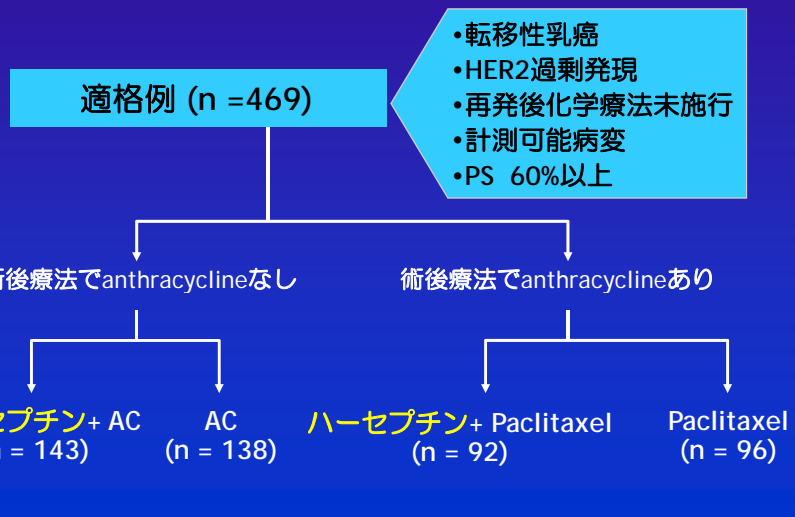 •転移性乳癌
•HER2過剰発現
•再発後化学療法未施行
•計測可能病変
•PS 60%以上
適格例 (n =469)
後療法でanthracyclineなし
術後療法でanthracyclineあり
セプチン+ AC
= 143)
AC
(n = 138)
ハーセプチン+ Paclitaxel
(n = 92)
Paclitaxel
(n = 96)